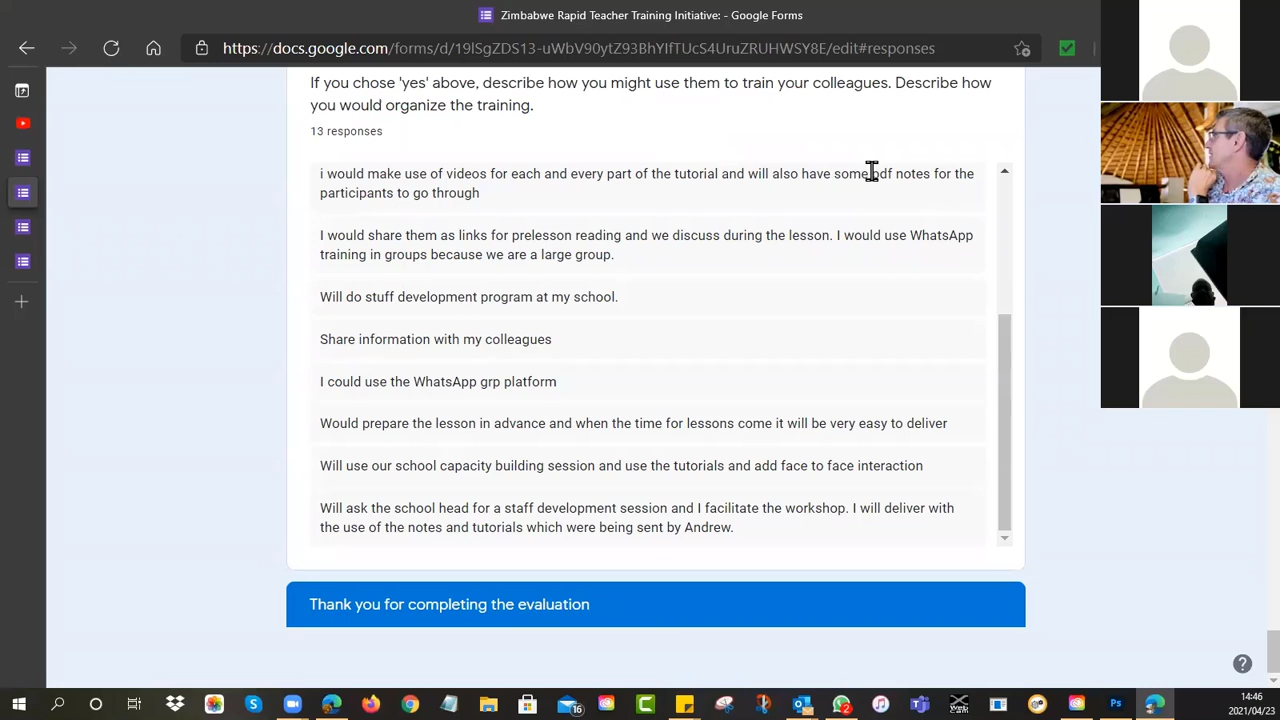 Zimbabwe Rapid Teacher Training Initiative: - Google Forms
https://docs.google.com/forms/d/19lSgZDS13-uWbV90ytZ93BhYIfTUcS4UruZRUHWSY8E/edit#responses
If you chose 'yes' above, describe how you might use them to train your colleagues. Describe how
you would organize the training.
13 responses
i would make use of videos for each and every part of the tutorial and will also have some pdf notes for the
participants to go through
I would share them as links for prelesson reading and we discuss during the lesson. I would use WhatsApp
training in groups because we are a large group.
Will do stuff development program at my school.
Share information with my colleagues
I could use the WhatsApp grp platform
Would prepare the lesson in advance and when the time for lessons come it will be very easy to deliver
Will use our school capacity building session and use the tutorials and add face to face interaction
Will ask the school head for a staff development session and I facilitate the workshop. I will deliver with
the use of the notes and tutorials which were being sent by Andrew.
Thank you for completing the evaluation
16
2
14:46
2021/04/23